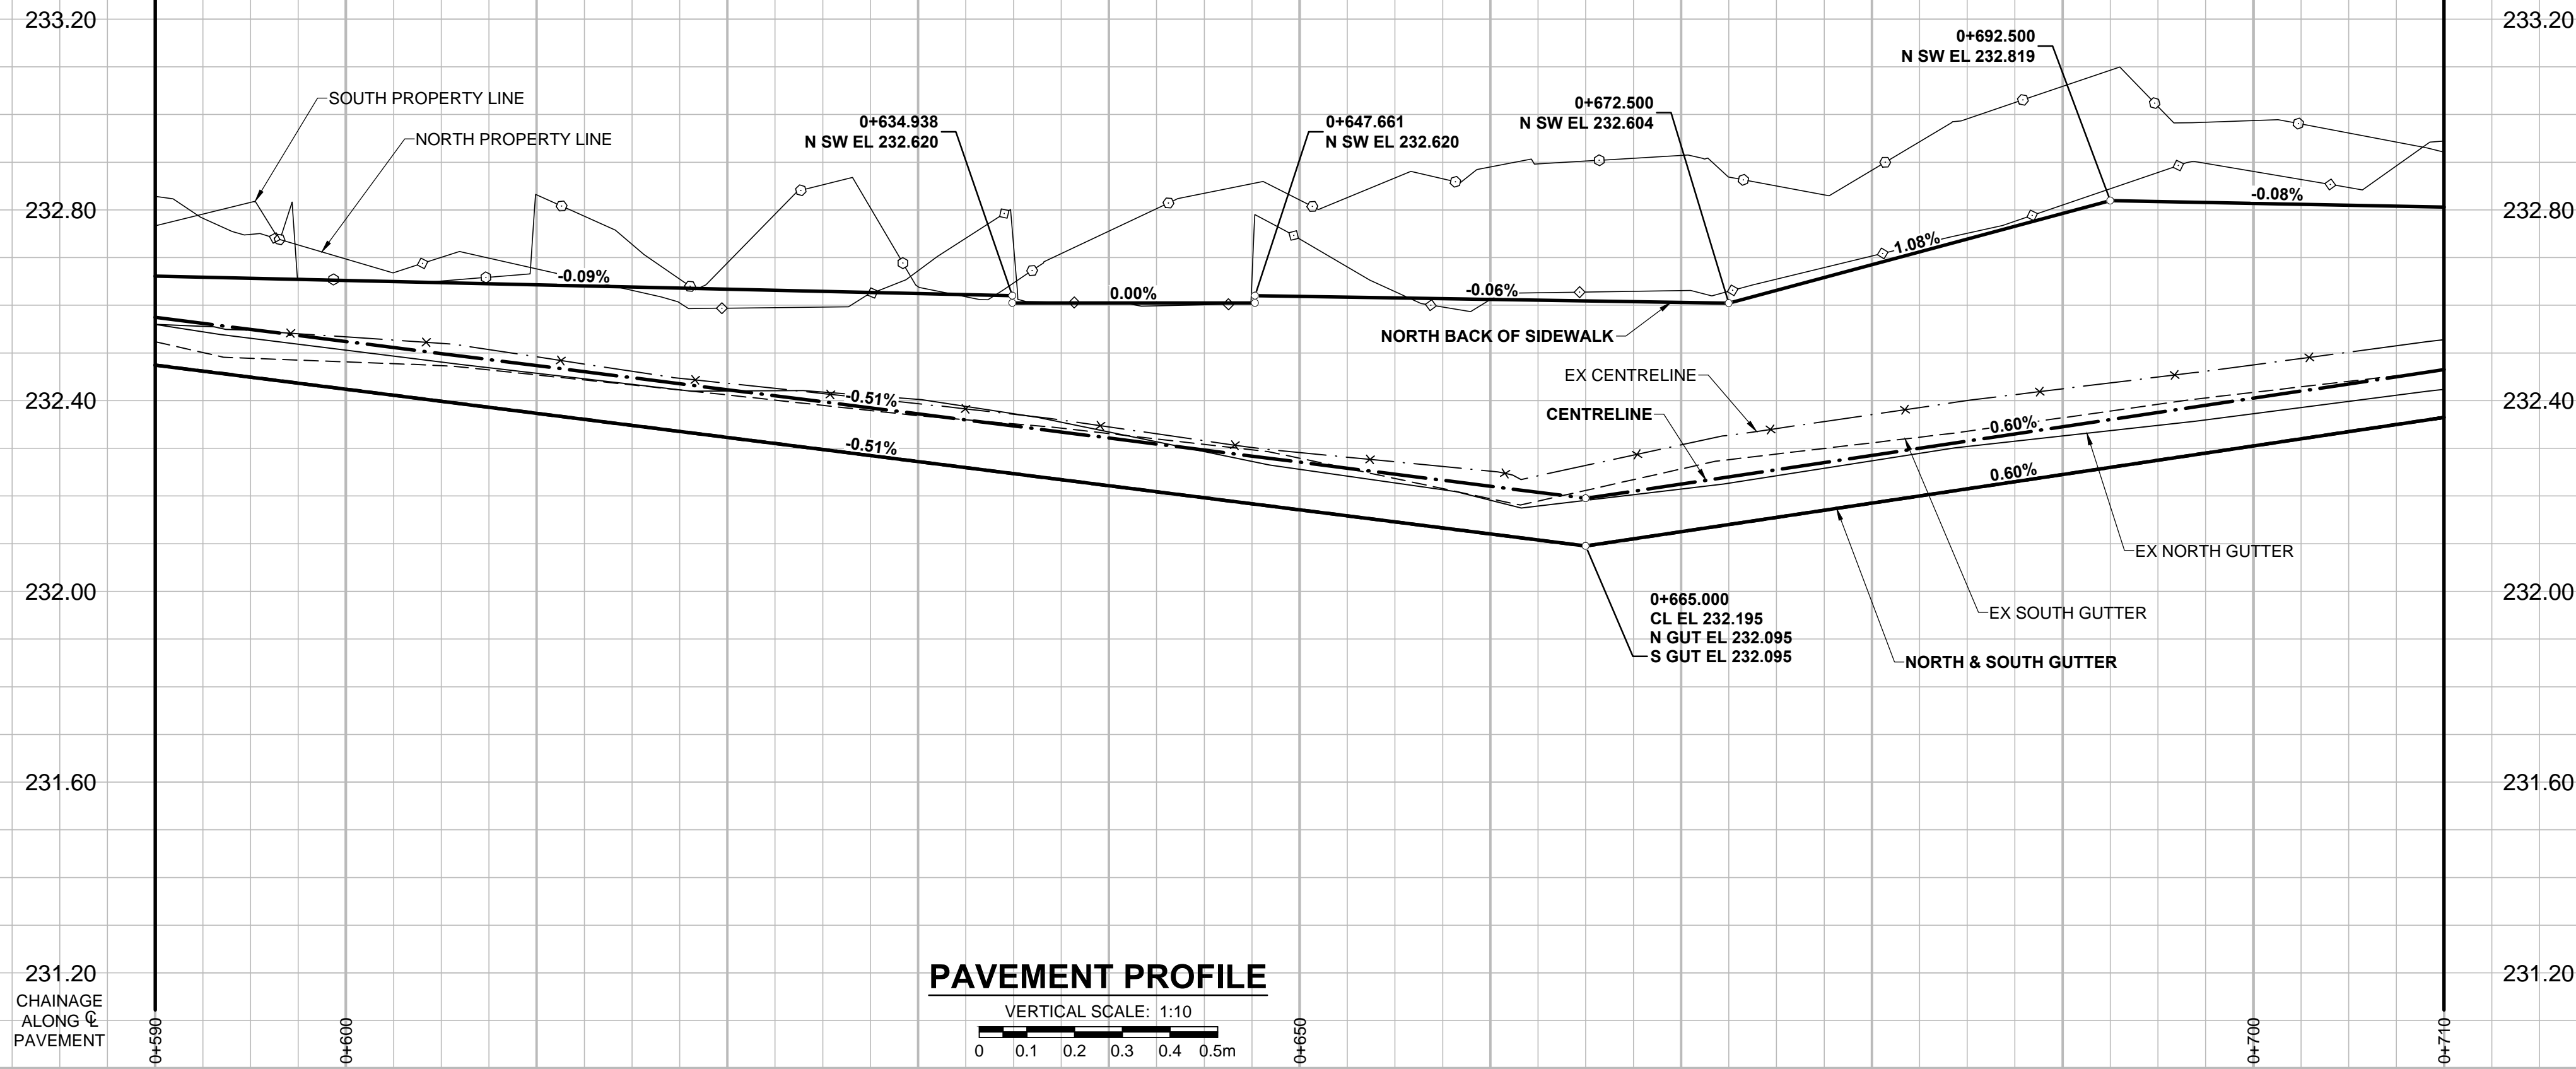 233.20
233.20
0+692.500
N SW EL 232.819
SOUTH PROPERTY LINE
NORTH PROPERTY LINE
0+634.938
N SW EL 232.620
0+647.661
N SW EL 232.620
0+672.500
N SW EL 232.604
232.80
232.80
-0.08%
1.08%
-0.09%
0.00%
-0.06%
NORTH BACK OF SIDEWALK
EX CENTRELINE
CENTRELINE
232.40
232.40
-0.51%
-0.51%
0.60%
0.60%
EX NORTH GUTTER
232.00
232.00
0+665.000
CL EL 232.195
N GUT EL 232.095
S GUT EL 232.095
EX SOUTH GUTTER
NORTH & SOUTH GUTTER
231.60
231.60
231.20
231.20
PAVEMENT PROFILE
VERTICAL SCALE: 1:10
0 0.1 0.2 0.3 0.4 0.5m
CHAINAGE
ALONG ℄
PAVEMENT
0+590
0+600
0+650
0+700
0+710